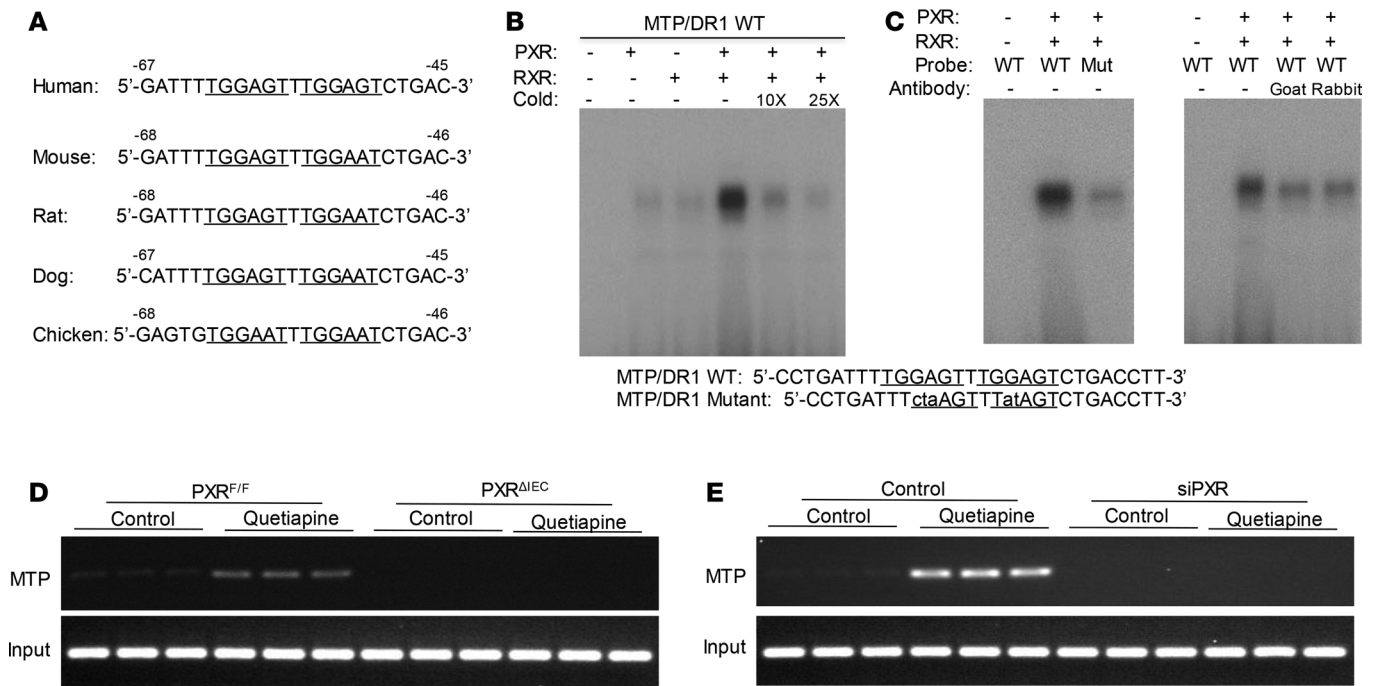 A
-67 -45
Human: 5’-GATTTTGGAGTTTGGAGTCTGAC-3’
-68 -46
Mouse: 5’-GATTTTGGAGTTTGGAATCTGAC-3’
-68 -46
Rat: 5’-GATTTTGGAGTTTGGAATCTGAC-3’
-67 -45
Dog: 5’-CATTTTGGAGTTTGGAATCTGAC-3’
-68 -46
Chicken: 5’-GAGTGTGGAATTTGGAATCTGAC-3’
B
MTP/DR1 WT
PXR: - + - + + +
RXR: - - + + + +
Cold: - - - - 10X 25X
C
PXR: - + + - + + +
RXR: - + + - + + +
Probe: WT WT Mut WT WT WT WT
Antibody: - - - - - Goat Rabbit
MTP/DR1 WT: 5’-CCTGATTTTGGAGTTTGGAGTCTGACCTT-3’
MTP/DR1 Mutant: 5’-CCTGATTTctaAGTTTatAGTCTGACCTT-3’
D
PXRF/F PXRΔIEC
Control Quetiapine Control Quetiapine
MTP
Input
E
Control siPXR
Control Quetiapine Control Quetiapine
MTP
Input